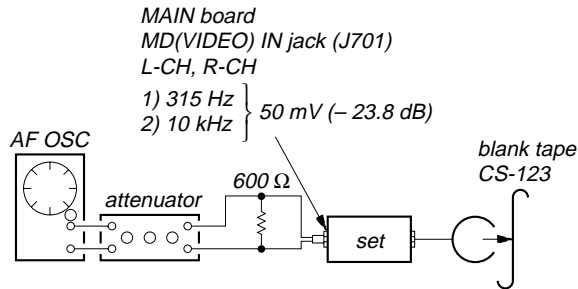 MAIN board
MD(VIDEO) IN jack (J701)
L-CH, R-CH
1) 315 Hz
2) 10 kHz
50 mV (– 23.8 dB)
AF OSC
attenuator
600 Ω
set
blank tape
CS-123